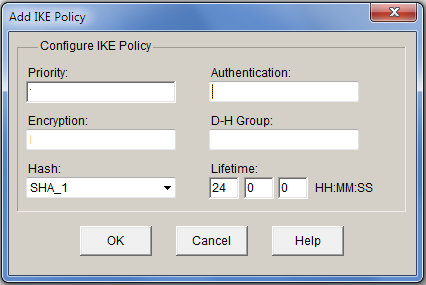 Add IKE Policy
Configure IKE Policy
Priority:
Authentication:
Encryption:
D-H Group:
Hash:
Lifetime:
SHA_1
24 0 0 HH:MM:SS
OK Cancel Help